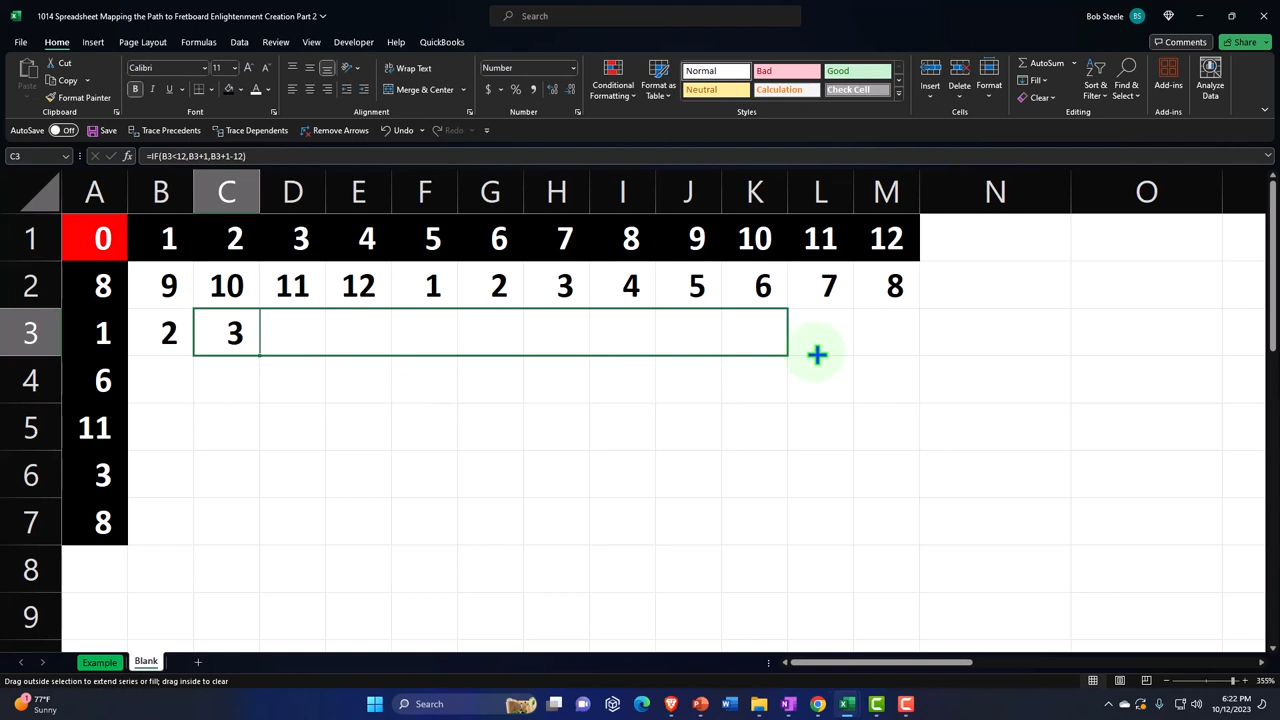 1014 Spreadsheet Mapping the Path to Fretboard Enlightenment Creation Part 2
Search
Bob Steele BS
File Home Insert Page Layout Formulas Data Review View Developer Help QuickBooks
Comments Share
Cut Calibri 11 Wrap Text Number Normal Bad Good AutoSum
Copy
Format Painter B I U Merge & Center $ % Conditional Formatting Format as Table Neutral Calculation Check Cell Insert Delete Format Fill Clear Sort & Filter Find & Select Add-ins Analyze Data
Clipboard Font Alignment Number Styles Cells Editing Add-ins
AutoSave Off Save Trace Precedents Trace Dependents Remove Arrows Undo Redo
C3 fx =IF(B3<12,B3+1,B3+1-12)
A B C D E F G H I J K L M N O
1 0 1 2 3 4 5 6 7 8 9 10 11 12
2 8 9 10 11 12 1 2 3 4 5 6 7 8
3 1 2 3
4 6
5 11
6 3
7 8
8
9
Example Blank
Drag outside selection to extend series or fill; drag inside to clear
355%
77°F
Sunny
Search
6:22 PM
10/12/2023